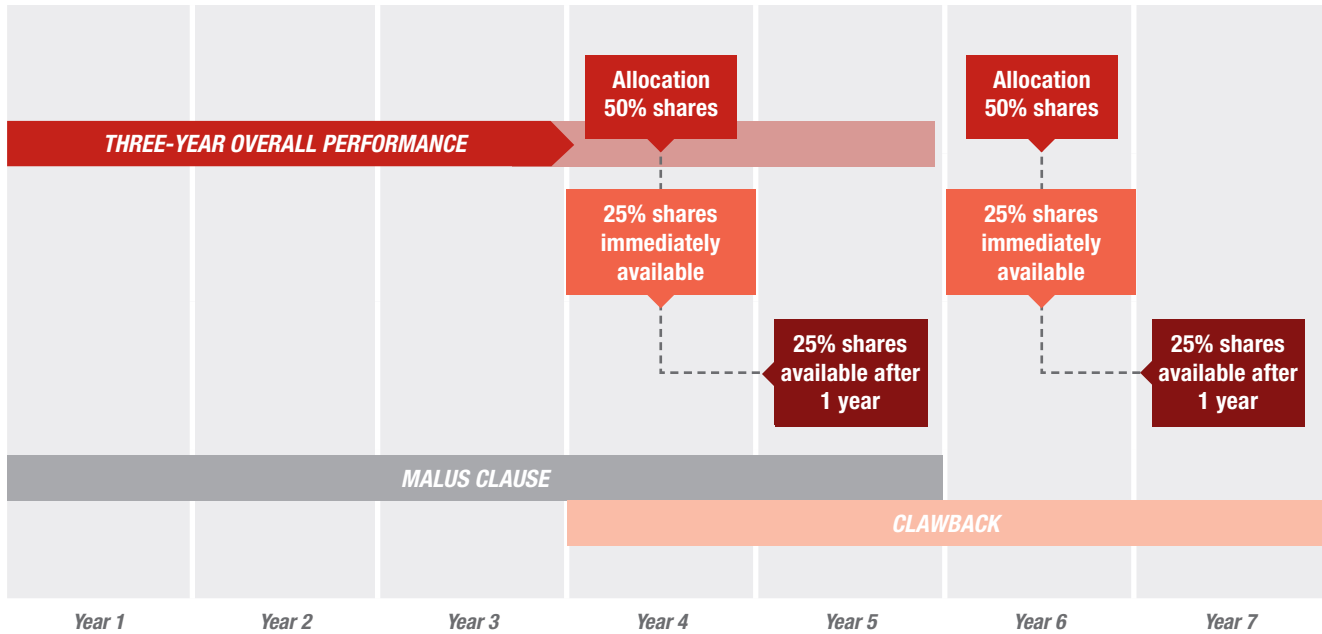 Allocation
50% shares
Allocation
50% shares
THREE-YEAR OVERALL PERFORMANCE
25% shares
immediately
available
25% shares
immediately
available
25% shares
available after
1 year
25% shares
available after
1 year
MALUS CLAUSE
CLAWBACK
Year 1
Year 2
Year 3
Year 4
Year 5
Year 6
Year 7